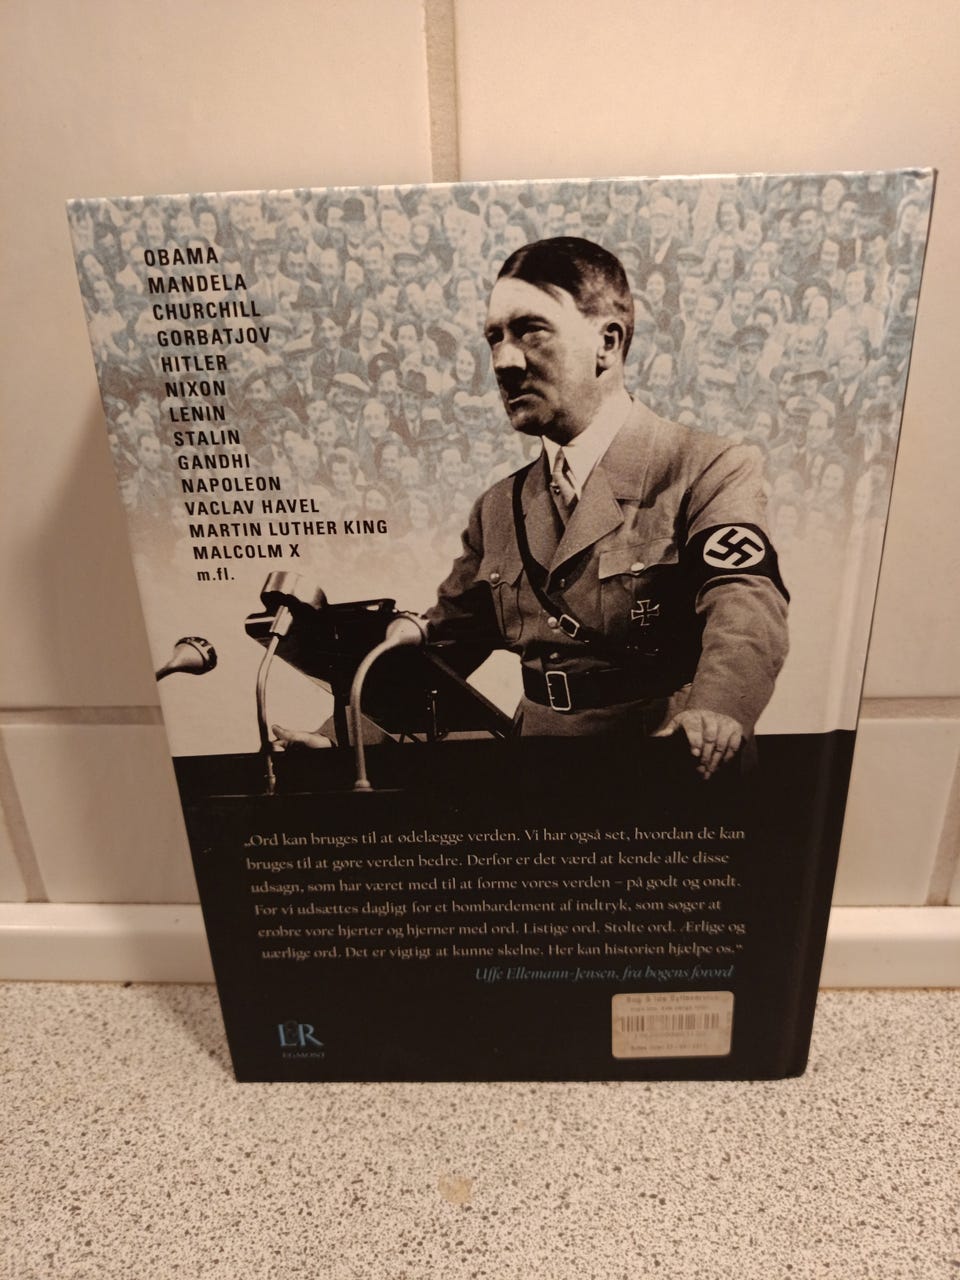 OBAMA
MANDELA
CHURCHILL
GORBATJOV
HITLER
NIXON
LENIN
STALIN
GANDHI
NAPOLEON
VACLAV HAVEL
MARTIN LUTHER KING
MALCOLM X
m.fl.
„Ord kan bruges til at ødelægge verden. Vi har også set, hvordan de kan
bruges til at gøre verden bedre. Derfor er det værd at kende alle disse
udsagn, som har været med til at forme vores verden – på godt og ondt.
For vi udsættes dagligt for et bombardement af indtryk, som søger at
erobre vore hjerter og hjerner med ord. Listige ord. Stolte ord. Ærlige og
uærlige ord. Det er vigtigt at kunne skelne. Her kan historien hjælpe os."
Uffe Ellemann-Jensen, fra bogens forord
L&R
EGMONT